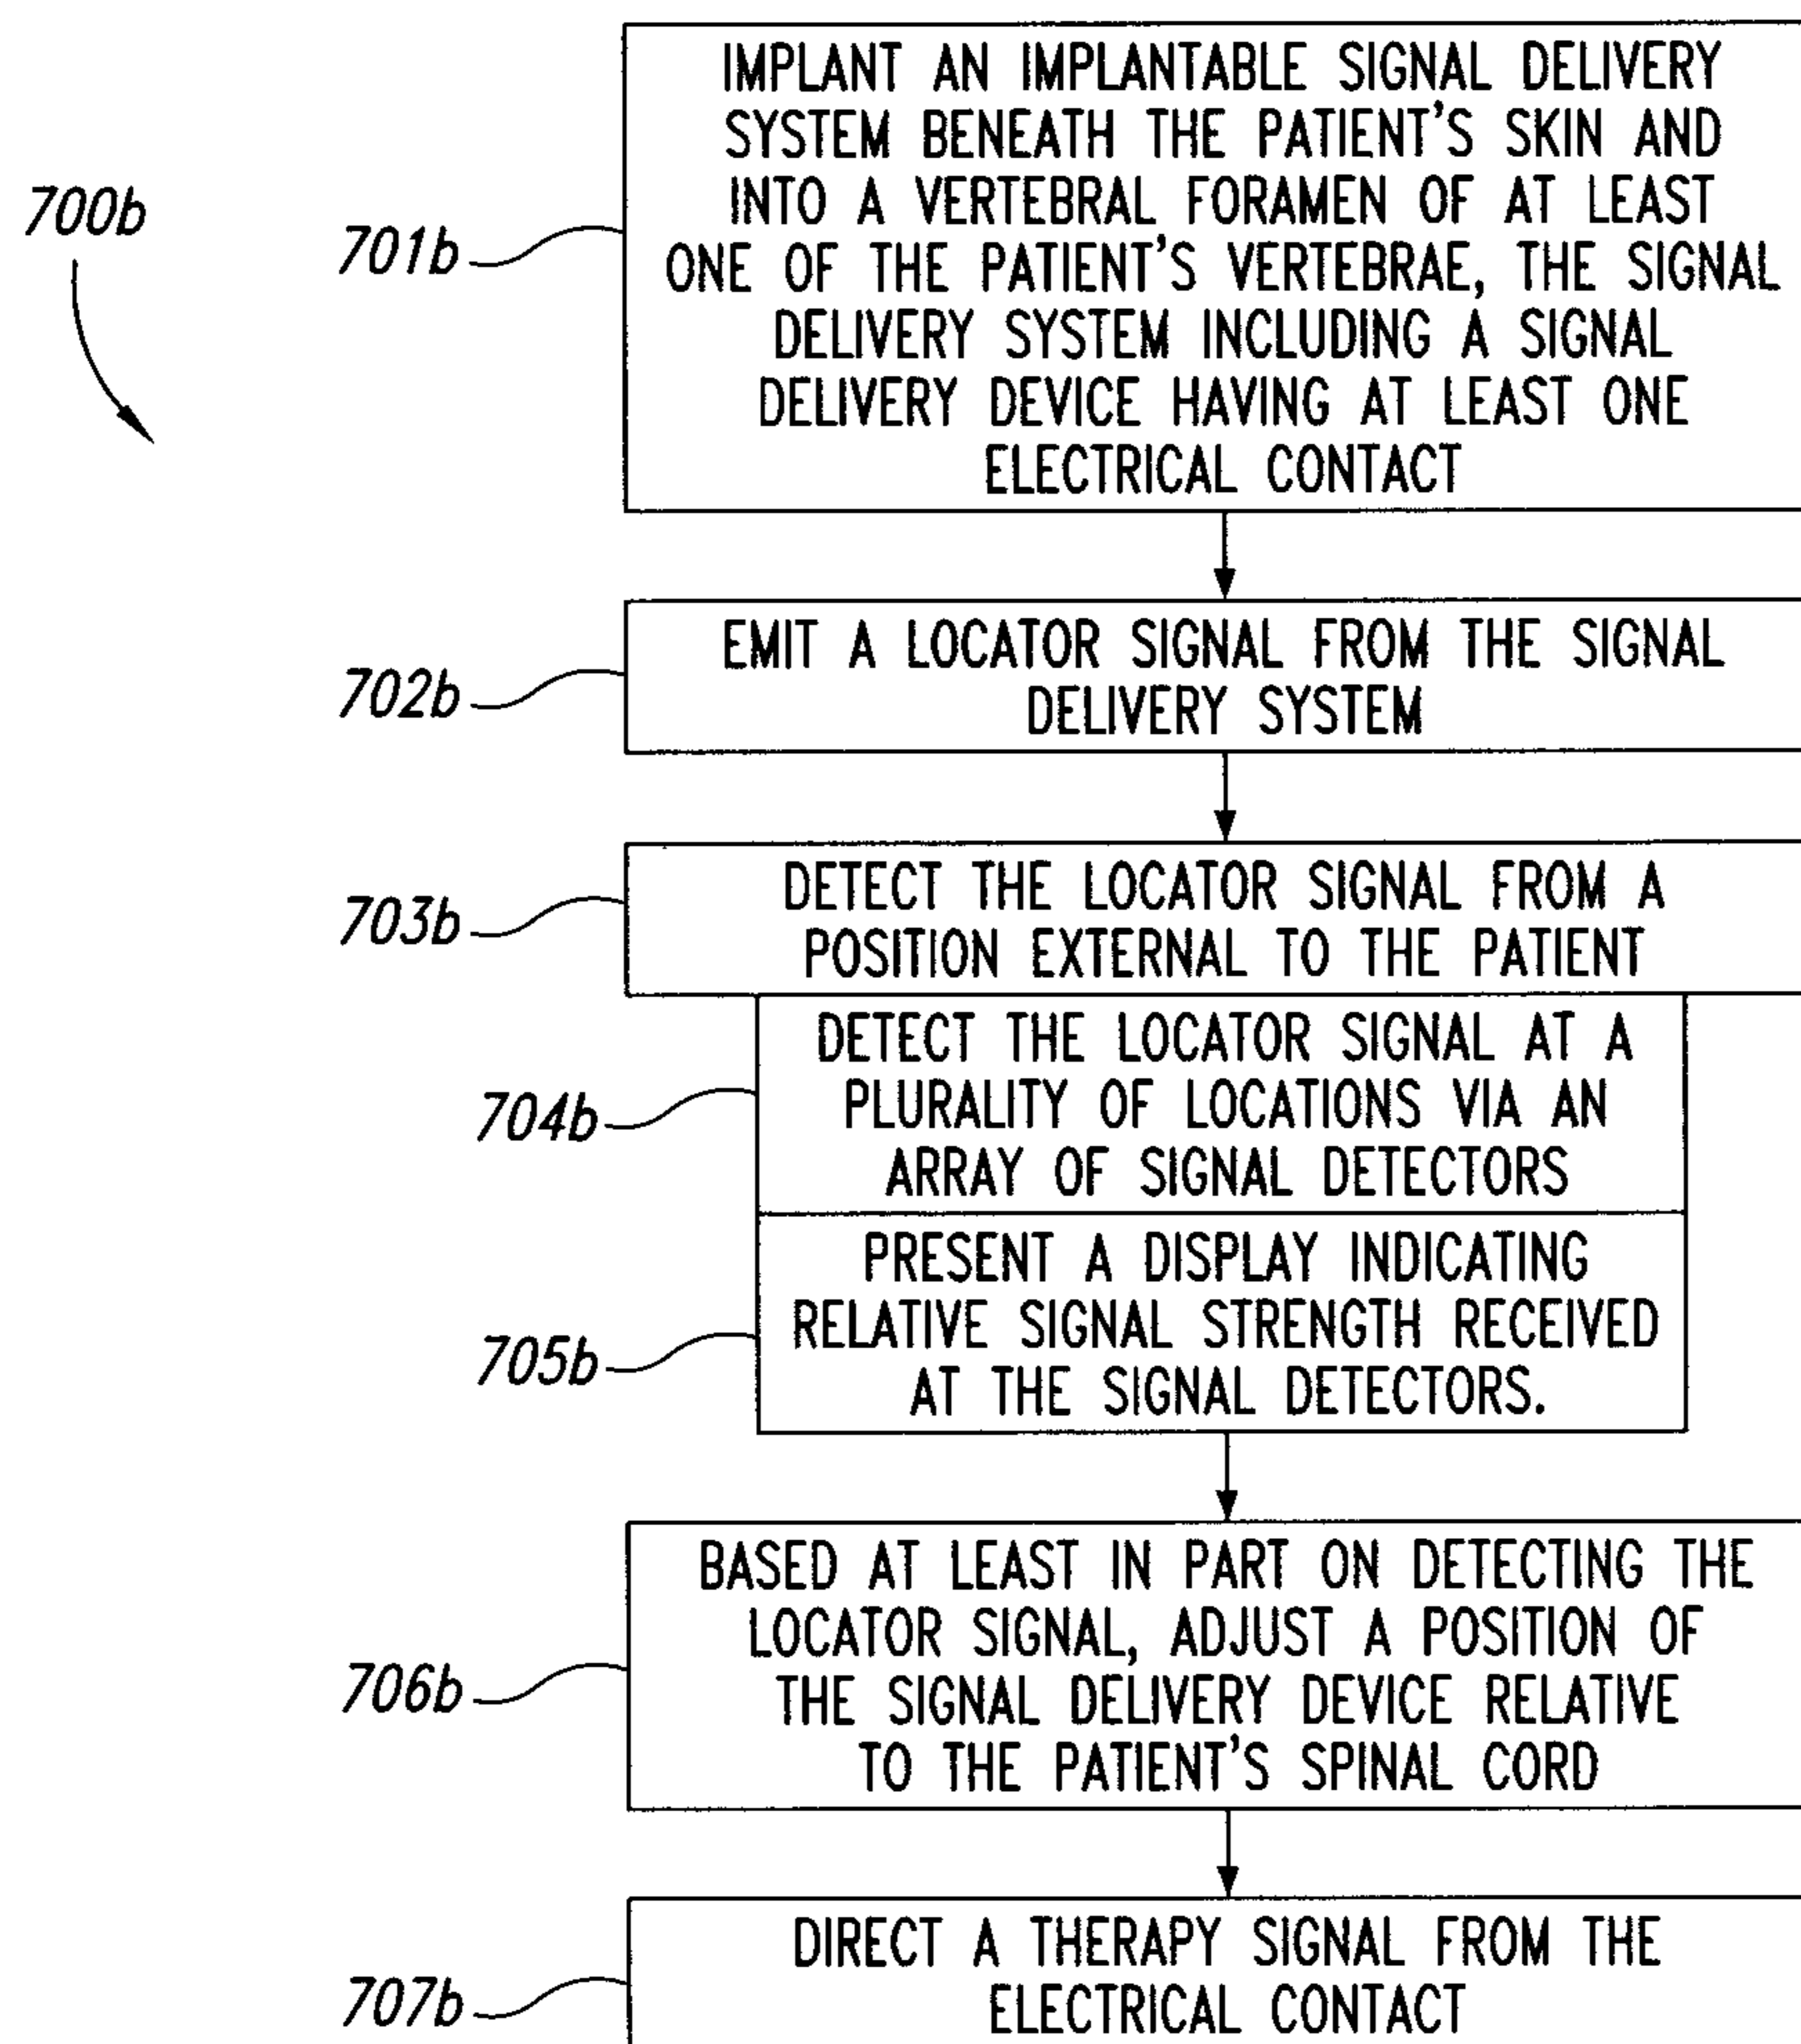 700b
701b
IMPLANT AN IMPLANTABLE SIGNAL DELIVERY
SYSTEM BENEATH THE PATIENT'S SKIN AND
INTO A VERTEBRAL FORAMEN OF AT LEAST
ONE OF THE PATIENT'S VERTEBRAE, THE SIGNAL
DELIVERY SYSTEM INCLUDING A SIGNAL
DELIVERY DEVICE HAVING AT LEAST ONE
ELECTRICAL CONTACT
702b
EMIT A LOCATOR SIGNAL FROM THE SIGNAL
DELIVERY SYSTEM
703b
DETECT THE LOCATOR SIGNAL FROM A
POSITION EXTERNAL TO THE PATIENT
704b
DETECT THE LOCATOR SIGNAL AT A
PLURALITY OF LOCATIONS VIA AN
ARRAY OF SIGNAL DETECTORS
705b
PRESENT A DISPLAY INDICATING
RELATIVE SIGNAL STRENGTH RECEIVED
AT THE SIGNAL DETECTORS.
706b
BASED AT LEAST IN PART ON DETECTING THE
LOCATOR SIGNAL, ADJUST A POSITION OF
THE SIGNAL DELIVERY DEVICE RELATIVE
TO THE PATIENT'S SPINAL CORD
707b
DIRECT A THERAPY SIGNAL FROM THE
ELECTRICAL CONTACT